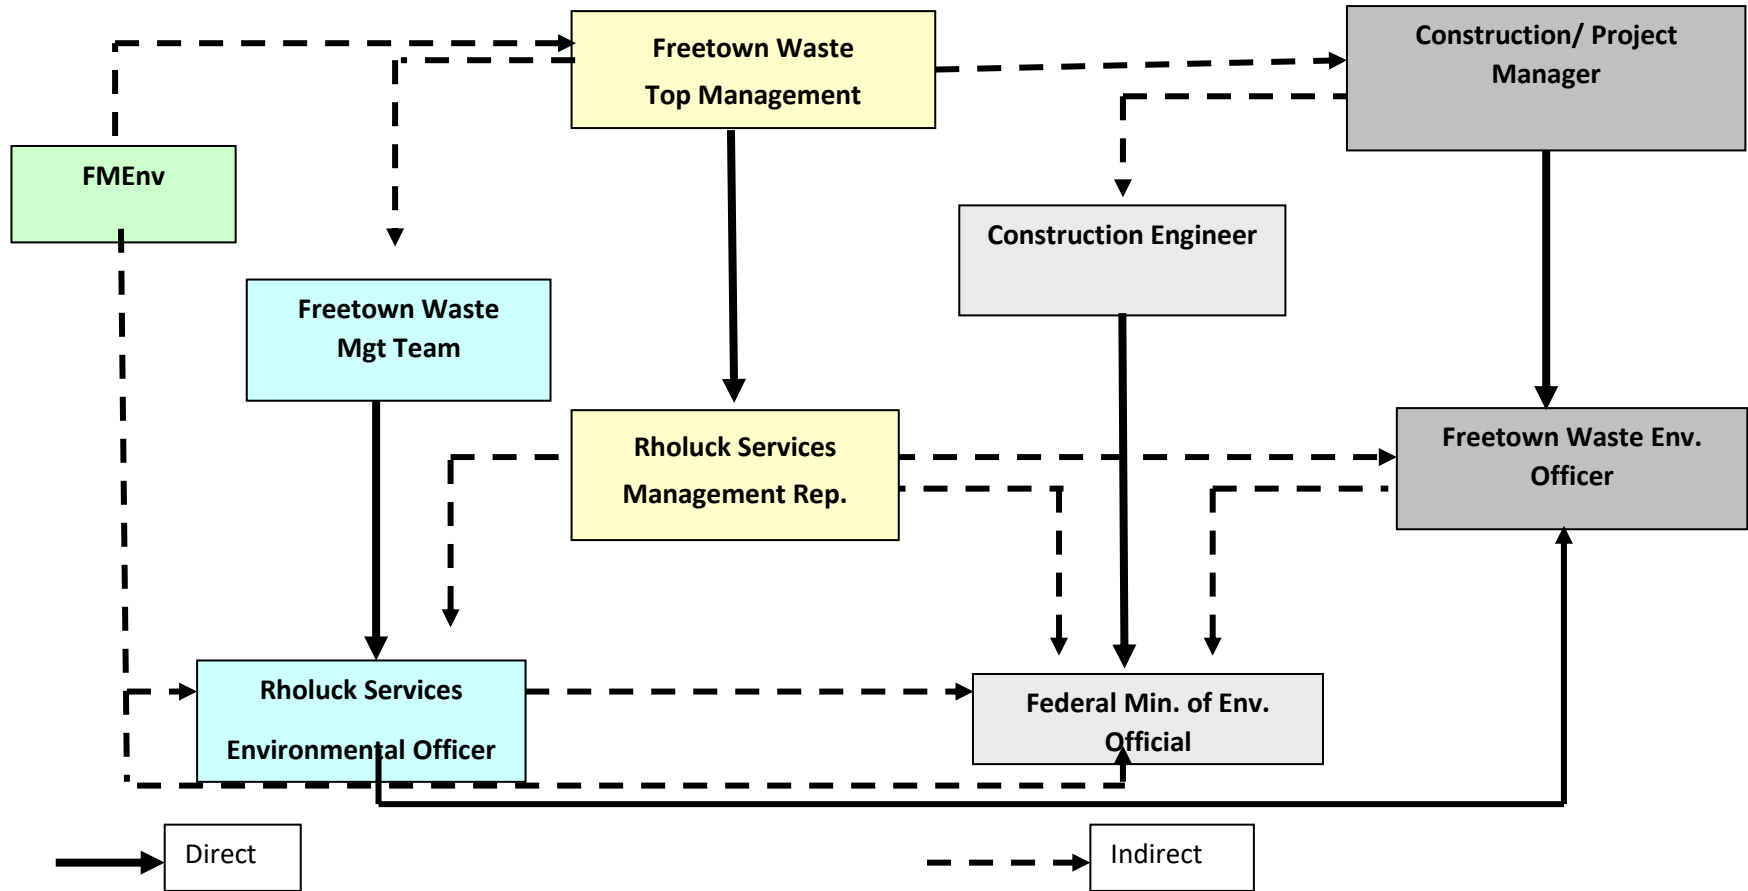 Freetown Waste
Top Management
Construction/ Project
Manager
FMEnv
Construction Engineer
Freetown Waste
Mgt Team
Rholuck Services
Management Rep.
Freetown Waste Env.
Officer
Rholuck Services
Environmental Officer
Federal Min. of Env.
Official
Direct
Indirect